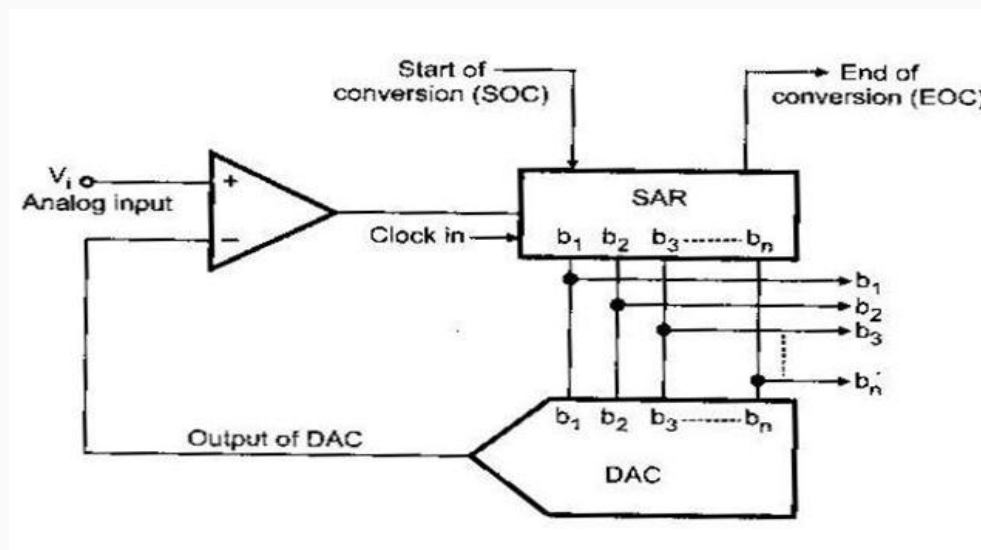 Start of
conversion (SOC)
End of
conversion (EOC)
Vi
Analog input
+
−
SAR
Clock in
b1 b2 b3 ------- bn
b1
b2
b3
bn
b1 b2 b3 ------- bn
Output of DAC
DAC